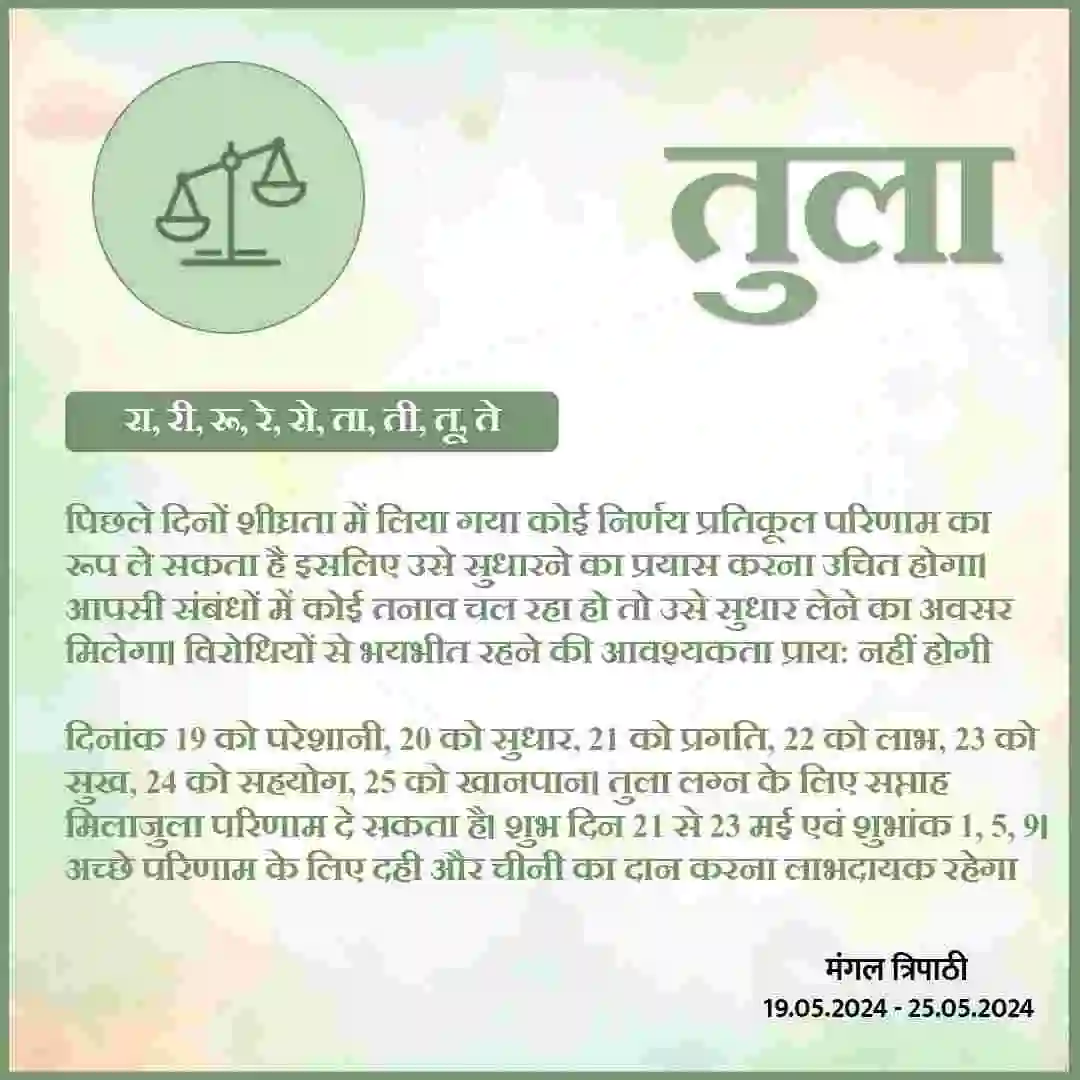 तुला
रा, री, रू, रे, रो, ता, ती, तू, ते
पिछले दिनों शीघ्रता में लिया गया कोई निर्णय प्रतिकूल परिणाम का
रूप ले सकता है इसलिए उसे सुधारने का प्रयास करना उचित होगा।
आपसी संबंधों में कोई तनाव चल रहा हो तो उसे सुधार लेने का अवसर
मिलेगा। विरोधियों से भयभीत रहने की आवश्यकता प्रायः नहीं होगी
दिनांक 19 को परेशानी, 20 को सुधार, 21 को प्रगति, 22 को लाभ, 23 को
सुख, 24 को सहयोग, 25 को खानपान। तुला लग्न के लिए सप्ताह
मिलाजुला परिणाम दे सकता है। शुभ दिन 21 से 23 मई एवं शुभांक 1, 5, 9।
अच्छे परिणाम के लिए दही और चीनी का दान करना लाभदायक रहेगा
मंगल त्रिपाठी
19.05.2024 - 25.05.2024